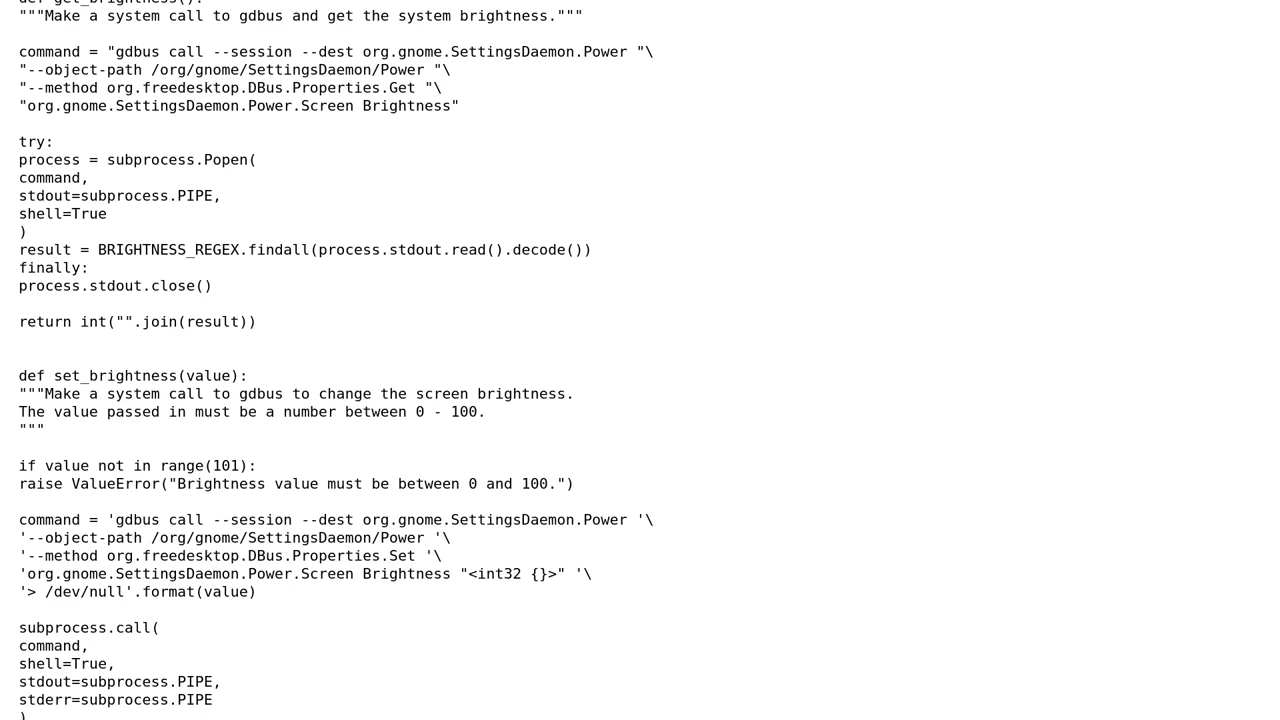 def get_brightness():
"""Make a system call to gdbus and get the system brightness."""
command = "gdbus call --session --dest org.gnome.SettingsDaemon.Power "\
"--object-path /org/gnome/SettingsDaemon/Power "\
"--method org.freedesktop.DBus.Properties.Get "\
"org.gnome.SettingsDaemon.Power.Screen Brightness"
try:
process = subprocess.Popen(
command,
stdout=subprocess.PIPE,
shell=True
)
result = BRIGHTNESS_REGEX.findall(process.stdout.read().decode())
finally:
process.stdout.close()
return int("".join(result))
def set_brightness(value):
"""Make a system call to gdbus to change the screen brightness.
The value passed in must be a number between 0 - 100.
"""
if value not in range(101):
raise ValueError("Brightness value must be between 0 and 100.")
command = 'gdbus call --session --dest org.gnome.SettingsDaemon.Power '\
'--object-path /org/gnome/SettingsDaemon/Power '\
'--method org.freedesktop.DBus.Properties.Set '\
'org.gnome.SettingsDaemon.Power.Screen Brightness "<int32 {}>" '\
'> /dev/null'.format(value)
subprocess.call(
command,
shell=True,
stdout=subprocess.PIPE,
stderr=subprocess.PIPE
)